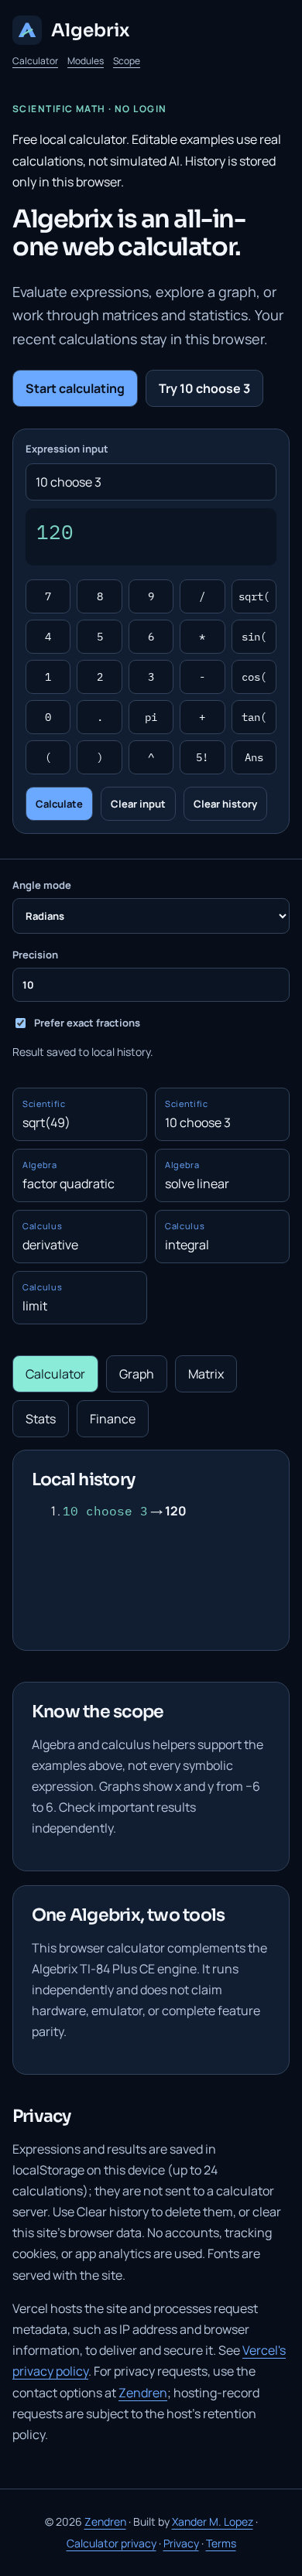 Algebrix
Calculator Modules Scope
SCIENTIFIC MATH · NO LOGIN
Free local calculator. Editable examples use real
calculations, not simulated AI. History is stored
only in this browser.
Algebrix is an all-in-
one web calculator.
Evaluate expressions, explore a graph, or
work through matrices and statistics. Your
recent calculations stay in this browser.
Start calculating Try 10 choose 3
Expression input
10 choose 3
120
7 8 9 / sqrt(
4 5 6 * sin(
1 2 3 - cos(
0 . pi + tan(
( ) ^ 5! Ans
Calculate Clear input Clear history
Angle mode
Radians
Precision
10
Prefer exact fractions
Result saved to local history.
Scientific Scientific
sqrt(49) 10 choose 3
Algebra Algebra
factor quadratic solve linear
Calculus Calculus
derivative integral
Calculus
limit
Calculator Graph Matrix
Stats Finance
Local history
1. 10 choose 3 → 120
Know the scope
Algebra and calculus helpers support the
examples above, not every symbolic
expression. Graphs show x and y from −6
to 6. Check important results
independently.
One Algebrix, two tools
This browser calculator complements the
Algebrix TI-84 Plus CE engine. It runs
independently and does not claim
hardware, emulator, or complete feature
parity.
Privacy
Expressions and results are saved in
localStorage on this device (up to 24
calculations); they are not sent to a calculator
server. Use Clear history to delete them, or clear
this site's browser data. No accounts, tracking
cookies, or app analytics are used. Fonts are
served with the site.
Vercel hosts the site and processes request
metadata, such as IP address and browser
information, to deliver and secure it. See Vercel's
privacy policy. For privacy requests, use the
contact options at Zendren; hosting-record
requests are subject to the host's retention
policy.
© 2026 Zendren · Built by Xander M. Lopez ·
Calculator privacy · Privacy · Terms